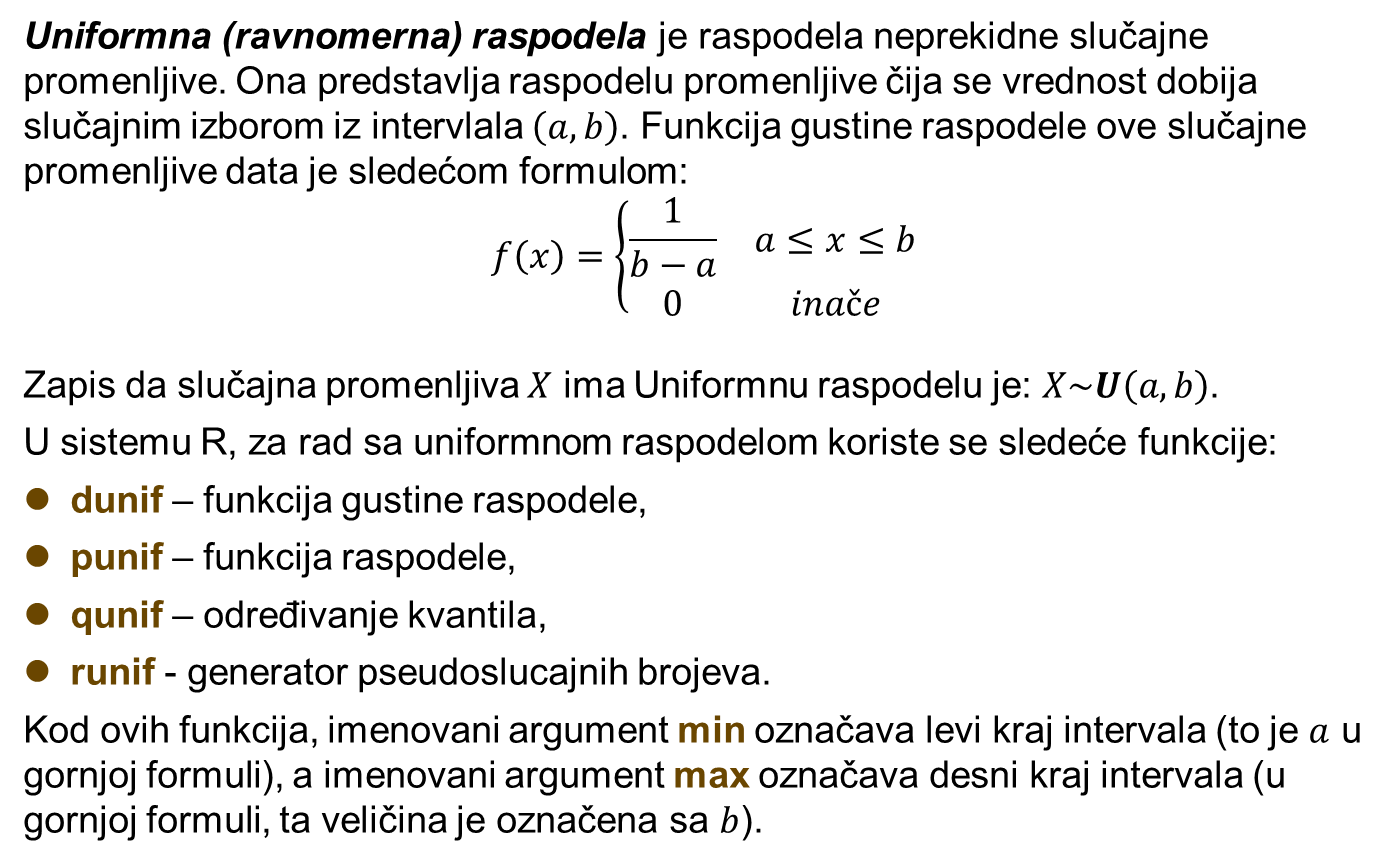 Uniformna (ravnomerna) raspodela je raspodela neprekidne slučajne
promenljive. Ona predstavlja raspodelu promenljive čija se vrednost dobija
slučajnim izborom iz intervlala (a, b). Funkcija gustine raspodele ove slučajne
promenljive data je sledećom formulom:
f(x) = { 1/(b − a)   a ≤ x ≤ b
0   inače
Zapis da slučajna promenljiva X ima Uniformnu raspodelu je: X~U(a, b).
U sistemu R, za rad sa uniformnom raspodelom koriste se sledeće funkcije:
● dunif – funkcija gustine raspodele,
● punif – funkcija raspodele,
● qunif – određivanje kvantila,
● runif - generator pseudoslucajnih brojeva.
Kod ovih funkcija, imenovani argument min označava levi kraj intervala (to je a u
gornjoj formuli), a imenovani argument max označava desni kraj intervala (u
gornjoj formuli, ta veličina je označena sa b).